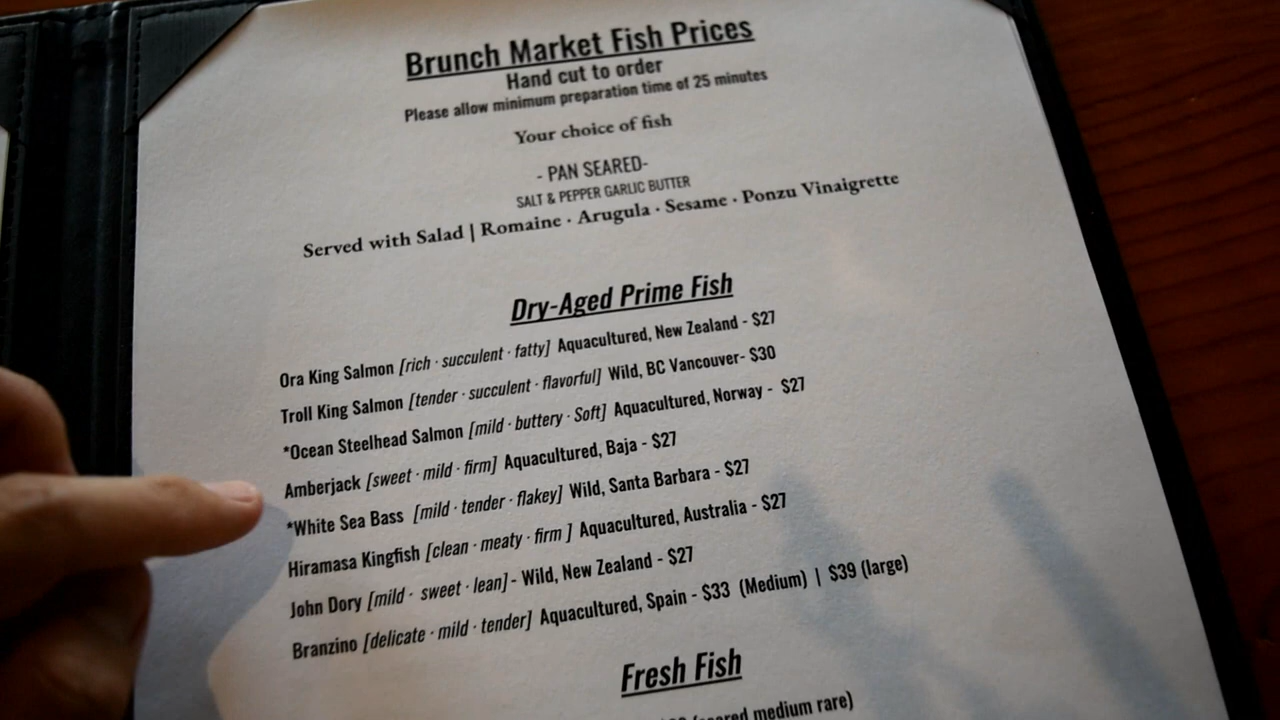 Brunch Market Fish Prices
Hand cut to order
Please allow minimum preparation time of 25 minutes
Your choice of fish
- PAN SEARED-
SALT & PEPPER GARLIC BUTTER
Served with Salad | Romaine · Arugula · Sesame · Ponzu Vinaigrette
Dry-Aged Prime Fish
Ora King Salmon [rich · succulent · fatty] Aquacultured, New Zealand - $27
Troll King Salmon [tender · succulent · flavorful] Wild, BC Vancouver- $30
*Ocean Steelhead Salmon [mild · buttery · Soft] Aquacultured, Norway - $27
Amberjack [sweet · mild · firm] Aquacultured, Baja - $27
*White Sea Bass [mild · tender · flakey] Wild, Santa Barbara - $27
Hiramasa Kingfish [clean · meaty · firm ] Aquacultured, Australia - $27
John Dory [mild · sweet · lean] - Wild, New Zealand - $27
Branzino [delicate · mild · tender] Aquacultured, Spain - $33 (Medium) | $39 (large)
Fresh Fish
medium rare)